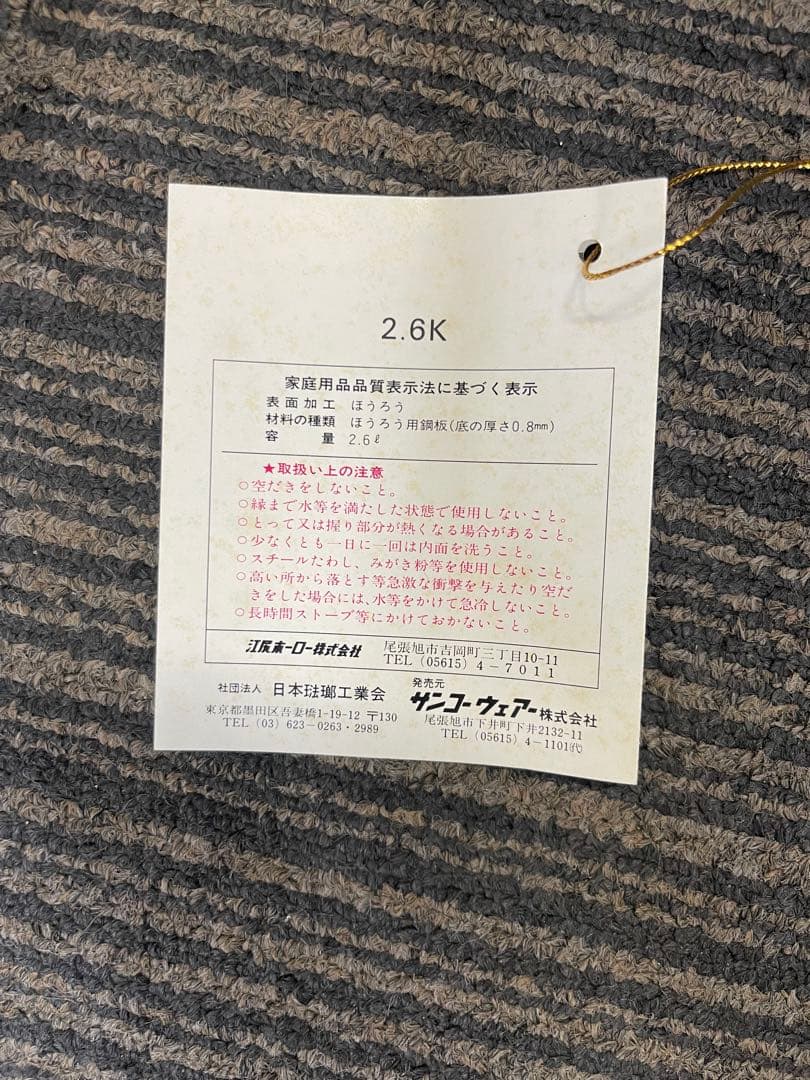 2.6K
家庭用品品質表示法に基づく表示
表面加工 ほうろう
材料の種類 ほうろう用鋼板(底の厚さ0.8mm)
容量 2.6ℓ
★取扱い上の注意
○空だきをしないこと。
○縁まで水等を満たした状態で使用しないこと。
○とって又は握り部分が熱くなる場合があること。
○少なくとも一日に一回は内面を洗うこと。
○スチールたわし、みがき粉等を使用しないこと。
○高い所から落とす等急激な衝撃を与えたり空だ
きをした場合には、水等をかけて急冷しないこと。
○長時間ストーブ等にかけておかないこと。
江尻ホーロー株式会社 尾張旭市吉岡町三丁目10-11
TEL (05615) 4-7011
社団法人 日本琺瑯工業会
東京都墨田区吾妻橋1-19-12 〒130
TEL (03) 623-0263・2989
発売元
サンコーウェアー株式会社
尾張旭市下井町下井2132-11
TEL (05615) 4-1101㈹